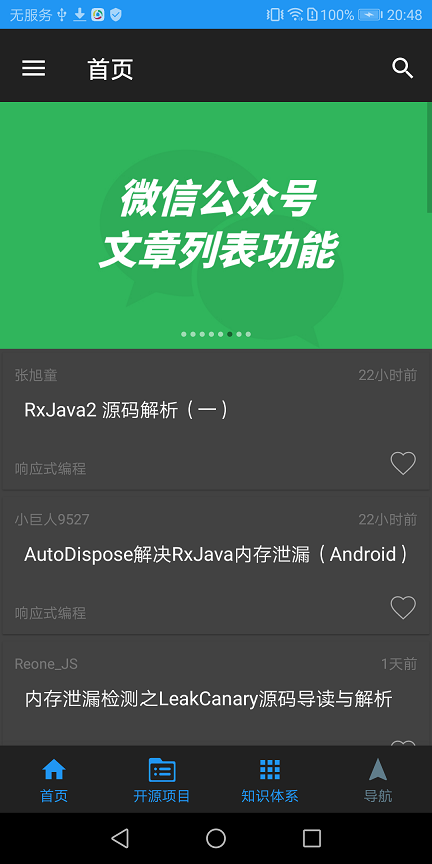 无服务 100% 20:48
首页
微信公众号
文章列表功能
张旭童 22小时前
RxJava2 源码解析（一）
响应式编程
小巨人9527 22小时前
AutoDispose解决RxJava内存泄漏（Android）
响应式编程
Reone_JS 1天前
内存泄漏检测之LeakCanary源码导读与解析
首页 开源项目 知识体系 导航